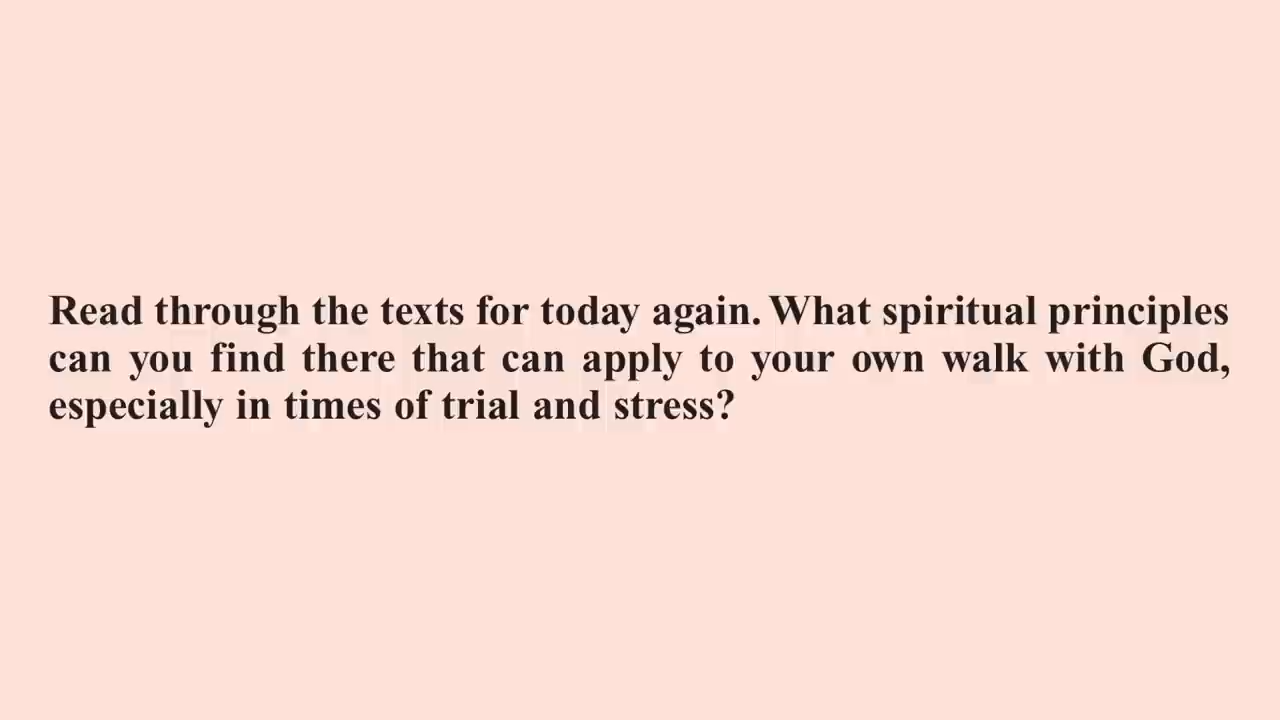 Read through the texts for today again. What spiritual principles
can you find there that can apply to your own walk with God,
especially in times of trial and stress?